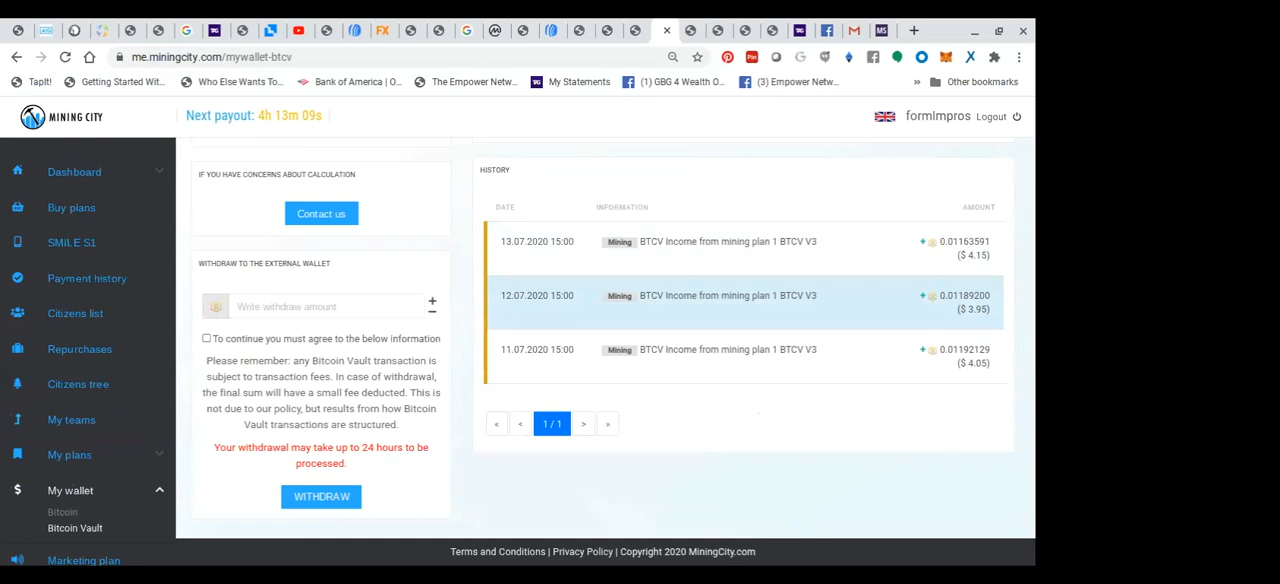 me.miningcity.com/mywallet-btcv
TapIt!
Getting Started Wit...
Who Else Wants To...
Bank of America | O...
The Empower Netw...
My Statements
(1) GBG 4 Wealth O...
(3) Empower Netw...
»
Other bookmarks
MINING CITY
Next payout: 4h 13m 09s
formImpros
Logout
Dashboard
Buy plans
SMILE S1
Payment history
Citizens list
Repurchases
Citizens tree
My teams
My plans
My wallet
Bitcoin
Bitcoin Vault
Marketing plan
IF YOU HAVE CONCERNS ABOUT CALCULATION
Contact us
WITHDRAW TO THE EXTERNAL WALLET
Write withdraw amount
To continue you must agree to the below information
Please remember: any Bitcoin Vault transaction is
subject to transaction fees. In case of withdrawal,
the final sum will have a small fee deducted. This is
not due to our policy, but results from how Bitcoin
Vault transactions are structured.
Your withdrawal may take up to 24 hours to be
processed.
WITHDRAW
HISTORY
DATE INFORMATION AMOUNT
13.07.2020 15:00 Mining BTCV Income from mining plan 1 BTCV V3 + 0.01163591
($ 4.15)
12.07.2020 15:00 Mining BTCV Income from mining plan 1 BTCV V3 + 0.01189200
($ 3.95)
11.07.2020 15:00 Mining BTCV Income from mining plan 1 BTCV V3 + 0.01192129
($ 4.05)
« < 1 / 1 > »
Terms and Conditions | Privacy Policy | Copyright 2020 MiningCity.com